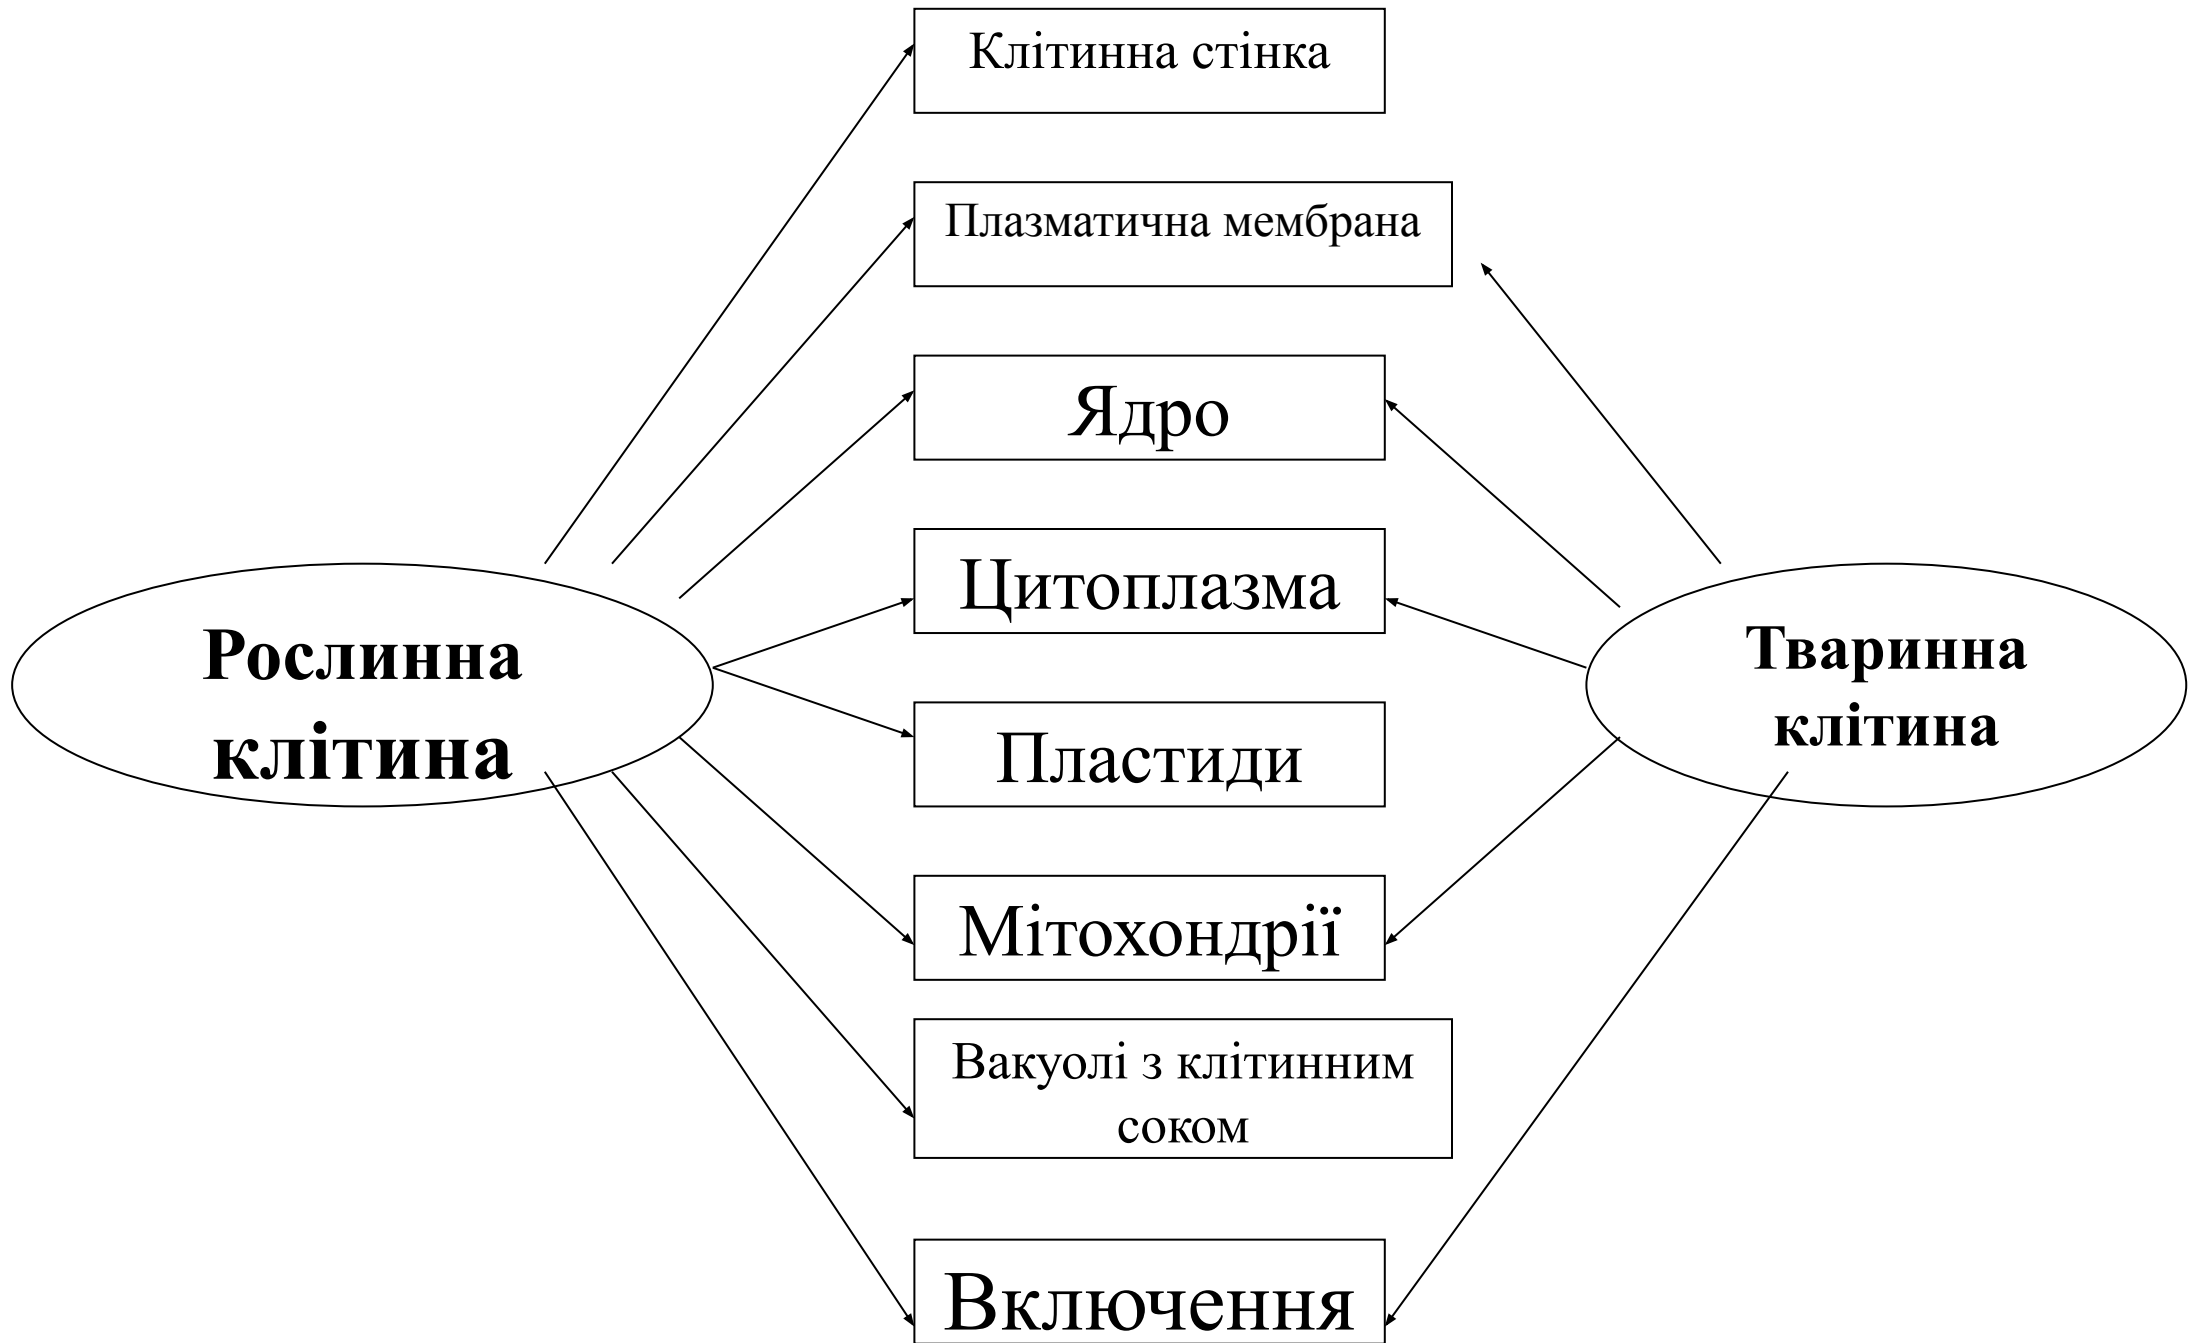 Клітинна стінка
Плазматична мембрана
Ядро
Цитоплазма
Рослинна
клітина
Тваринна
клітина
Пластиди
Мітохондрії
Вакуолі з клітинним
соком
Включення